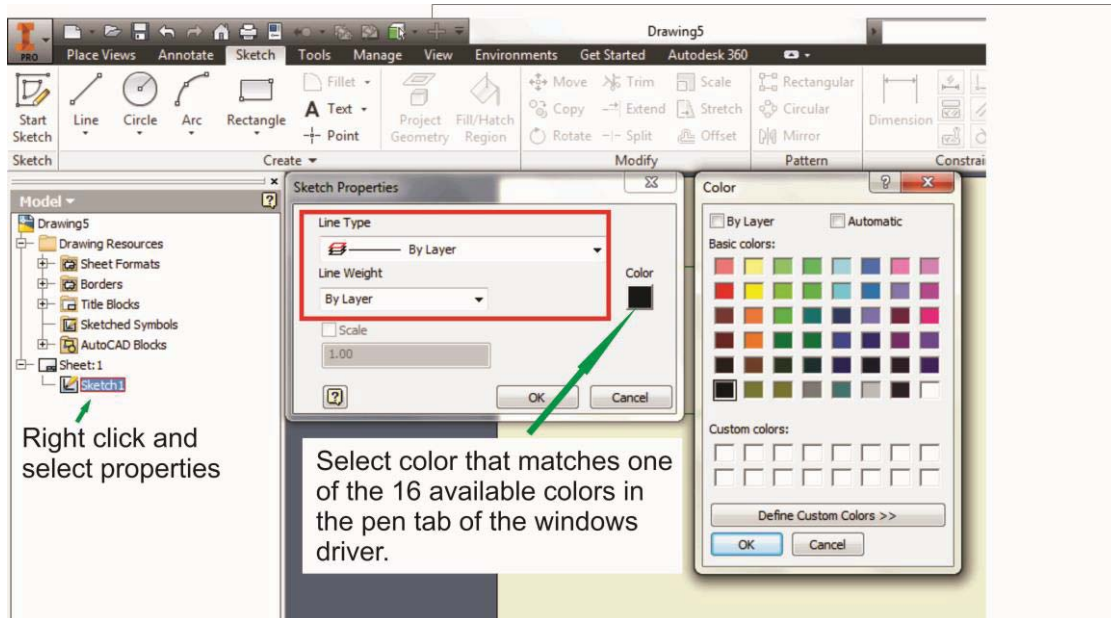 Drawing5
PRO
Place Views Annotate Sketch Tools Manage View Environments Get Started Autodesk 360
Start
Sketch
Line
Circle
Arc
Rectangle
Fillet
Text
Point
Project
Geometry
Fill/Hatch
Region
Move Trim Scale
Copy Extend Stretch
Rotate Split Offset
Rectangular
Circular
Mirror
Dimension
Sketch
Create
Modify
Pattern
Constrai
Model
Drawing5
Drawing Resources
Sheet Formats
Borders
Title Blocks
Sketched Symbols
AutoCAD Blocks
Sheet:1
Sketch1
Right click and
select properties
Sketch Properties
Line Type
By Layer
Line Weight
By Layer
Color
Scale
1.00
OK Cancel
Select color that matches one
of the 16 available colors in
the pen tab of the windows
driver.
Color
By Layer Automatic
Basic colors:
Custom colors:
Define Custom Colors >>
OK Cancel